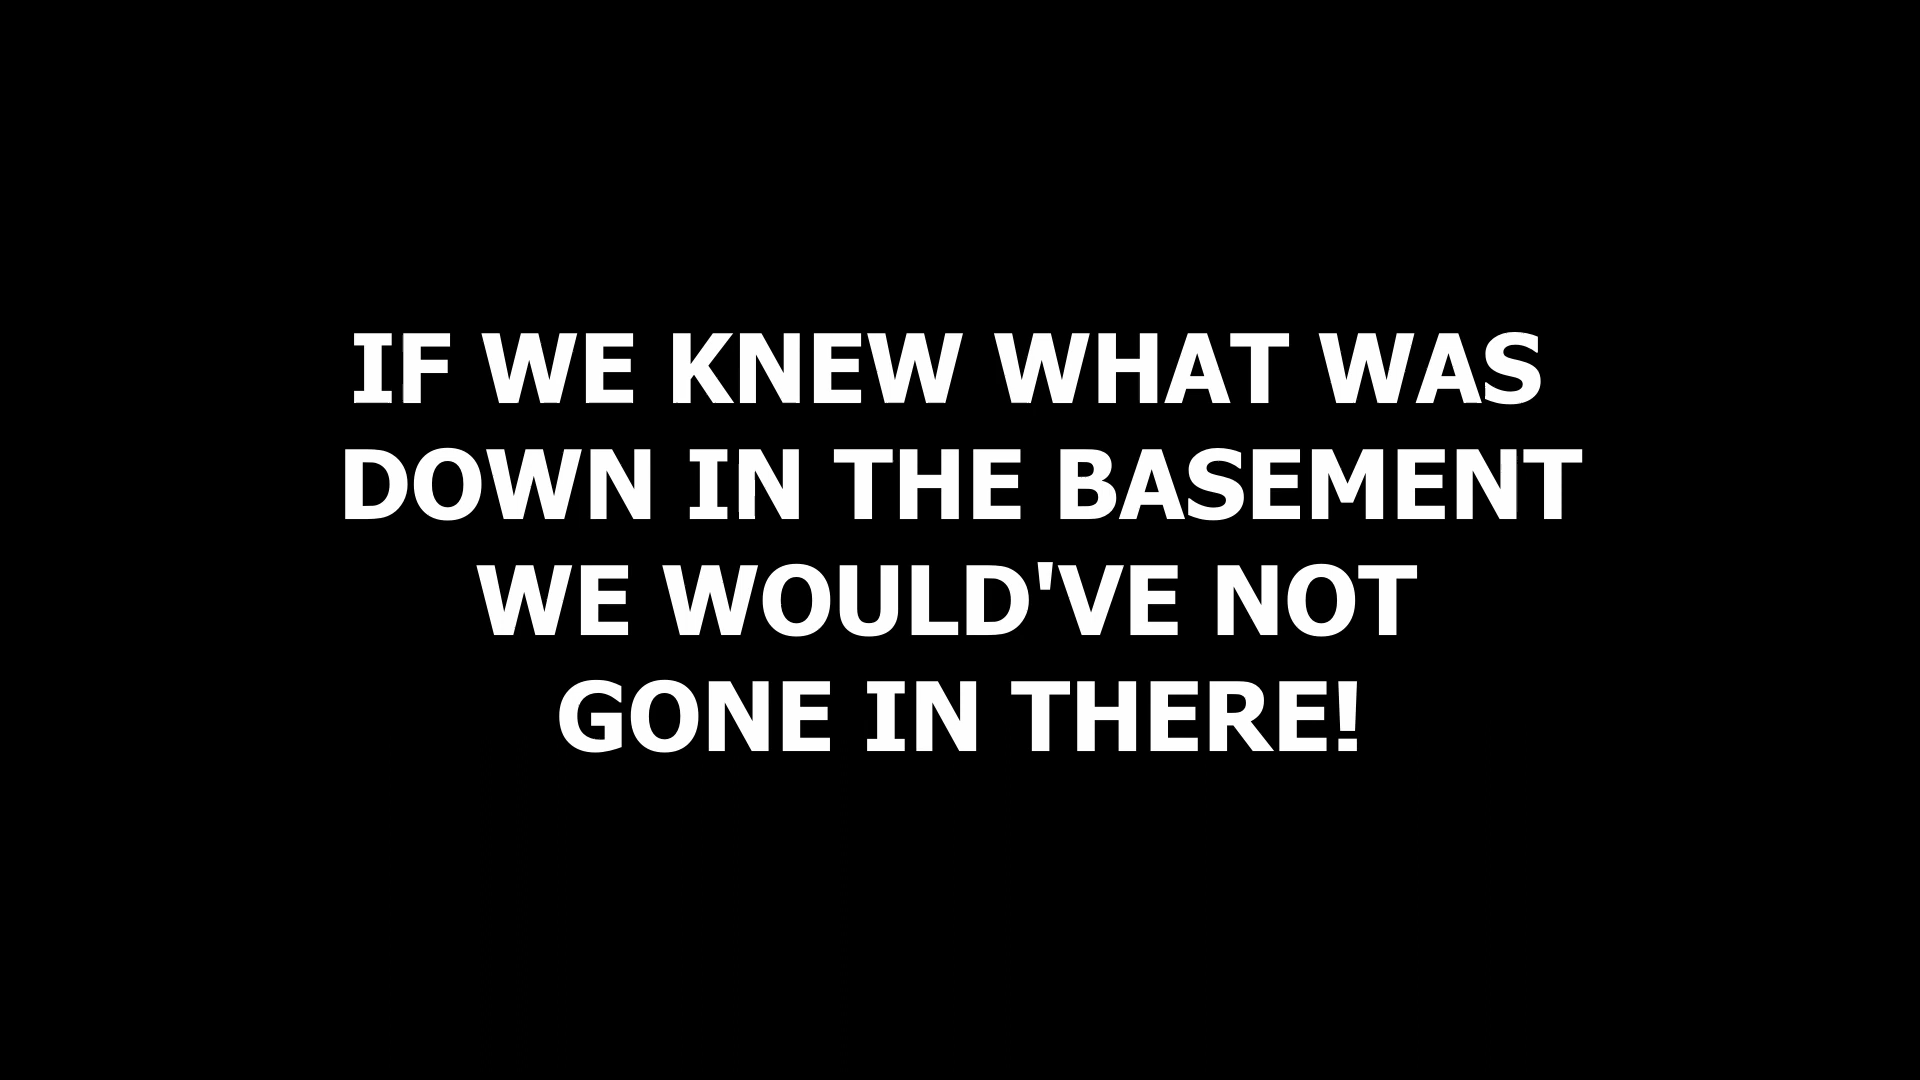 IF WE KNEW WHAT WAS
DOWN IN THE BASEMENT
WE WOULD'VE NOT
GONE IN THERE!